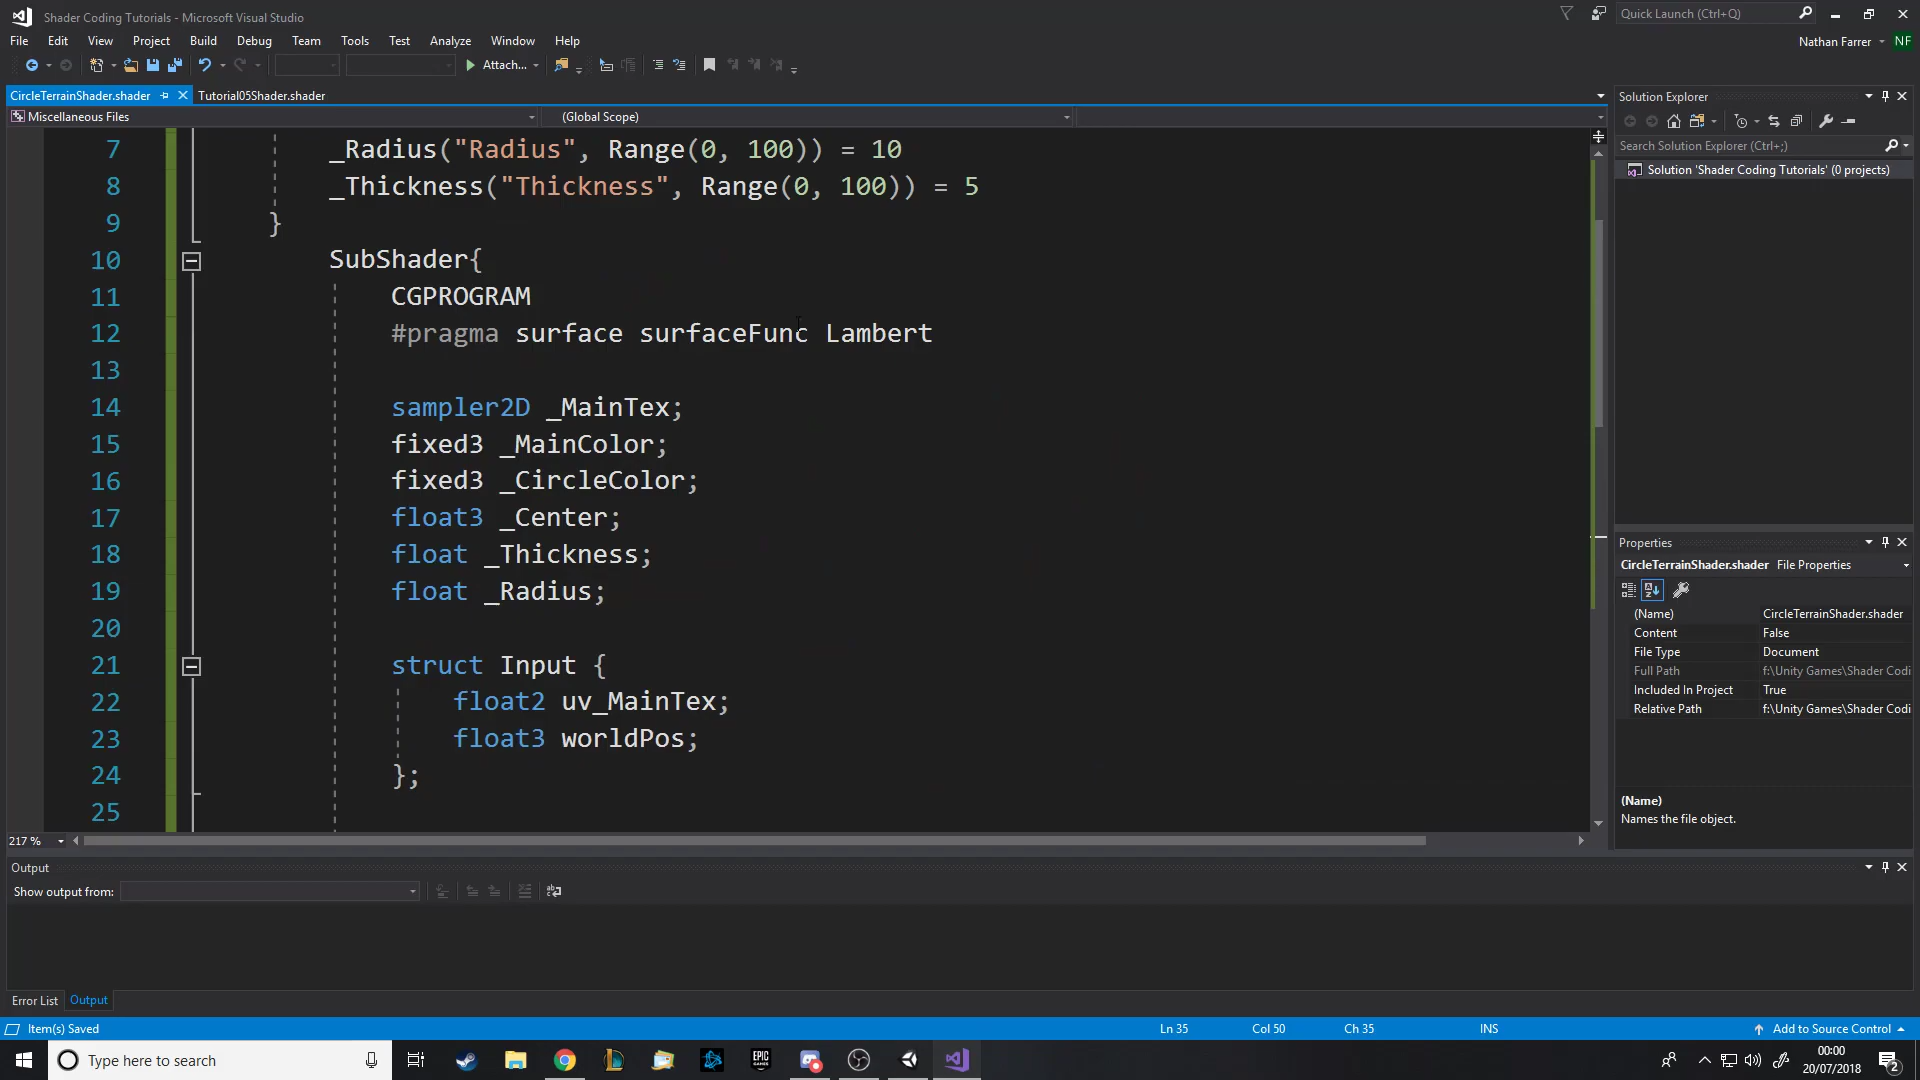 Shader Coding Tutorials - Microsoft Visual Studio
Quick Launch (Ctrl+Q)
File Edit View Project Build Debug Team Tools Test Analyze Window Help
Nathan Farrer NF
Attach...
CircleTerrainShader.shader Tutorial05Shader.shader
Miscellaneous Files (Global Scope)
7 _Radius("Radius", Range(0, 100)) = 10
8 _Thickness("Thickness", Range(0, 100)) = 5
9 }
10 SubShader{
11 CGPROGRAM
12 #pragma surface surfaceFunc Lambert
13
14 sampler2D _MainTex;
15 fixed3 _MainColor;
16 fixed3 _CircleColor;
17 float3 _Center;
18 float _Thickness;
19 float _Radius;
20
21 struct Input {
22 float2 uv_MainTex;
23 float3 worldPos;
24 };
25
217 %
Solution Explorer
Search Solution Explorer (Ctrl+;)
Solution 'Shader Coding Tutorials' (0 projects)
Properties
CircleTerrainShader.shader File Properties
(Name) CircleTerrainShader.shader
Content False
File Type Document
Full Path f:\Unity Games\Shader Codi
Included In Project True
Relative Path f:\Unity Games\Shader Codi
(Name)
Names the file object.
Output
Show output from:
Error List Output
Item(s) Saved Ln 35 Col 50 Ch 35 INS Add to Source Control
Type here to search
EPIC GAMES
00:00
20/07/2018
2